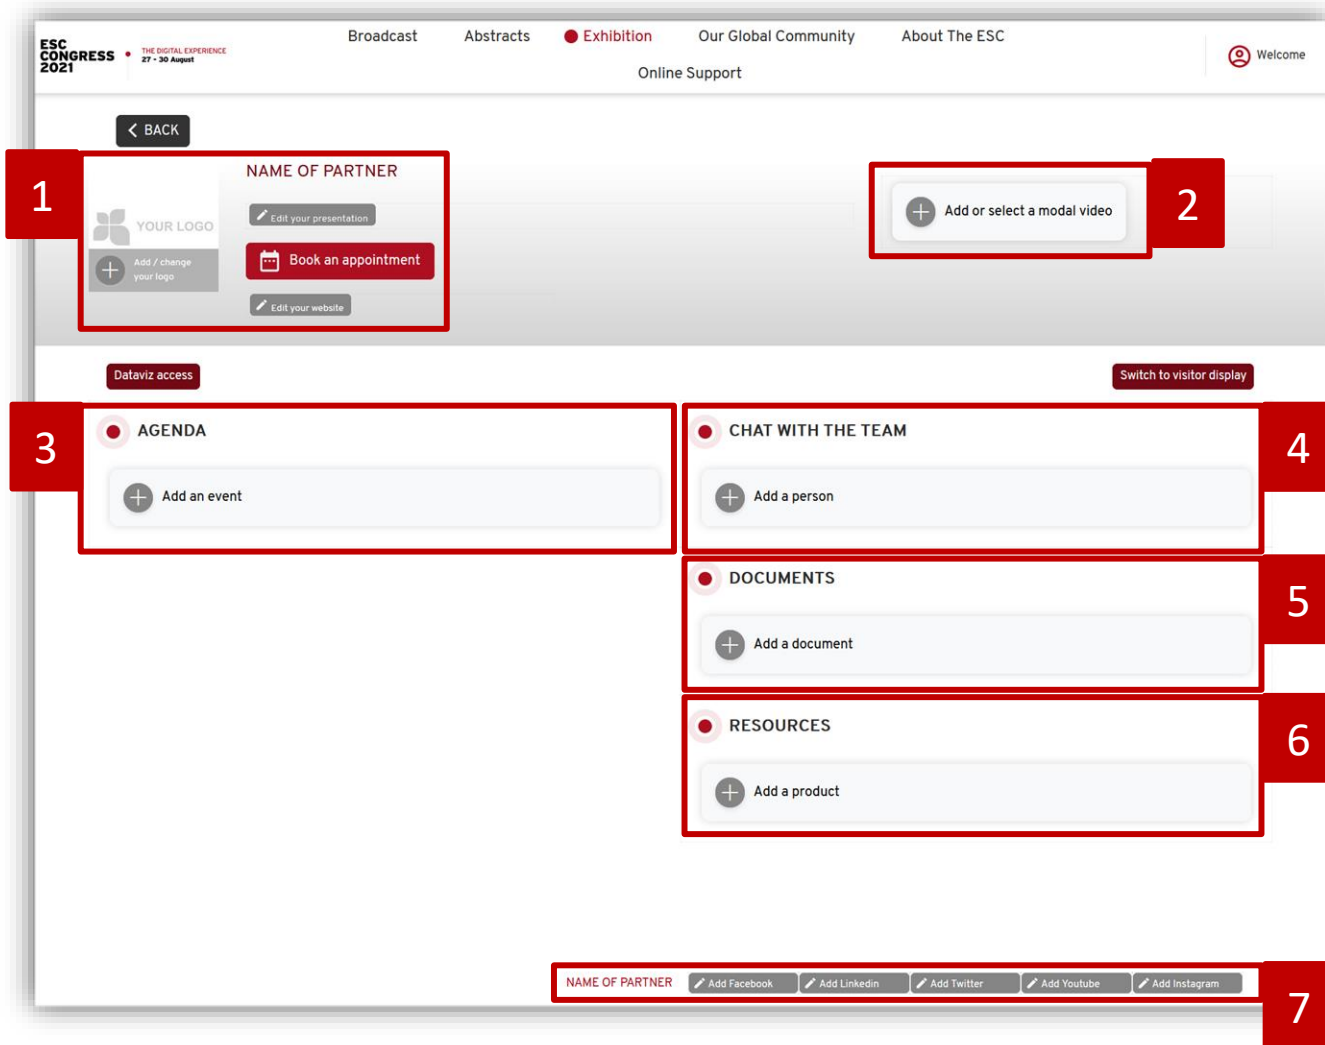 ESC
CONGRESS
2021
THE DIGITAL EXPERIENCE
27 - 30 August
Broadcast Abstracts Exhibition Our Global Community About The ESC
Online Support
Welcome
BACK
1
NAME OF PARTNER
YOUR LOGO
Add / change
your logo
Edit your presentation
Book an appointment
Edit your website
Add or select a modal video
2
Dataviz access
Switch to visitor display
3
AGENDA
Add an event
CHAT WITH THE TEAM
4
Add a person
DOCUMENTS
5
Add a document
RESOURCES
6
Add a product
NAME OF PARTNER Add Facebook Add Linkedin Add Twitter Add Youtube Add Instagram
7